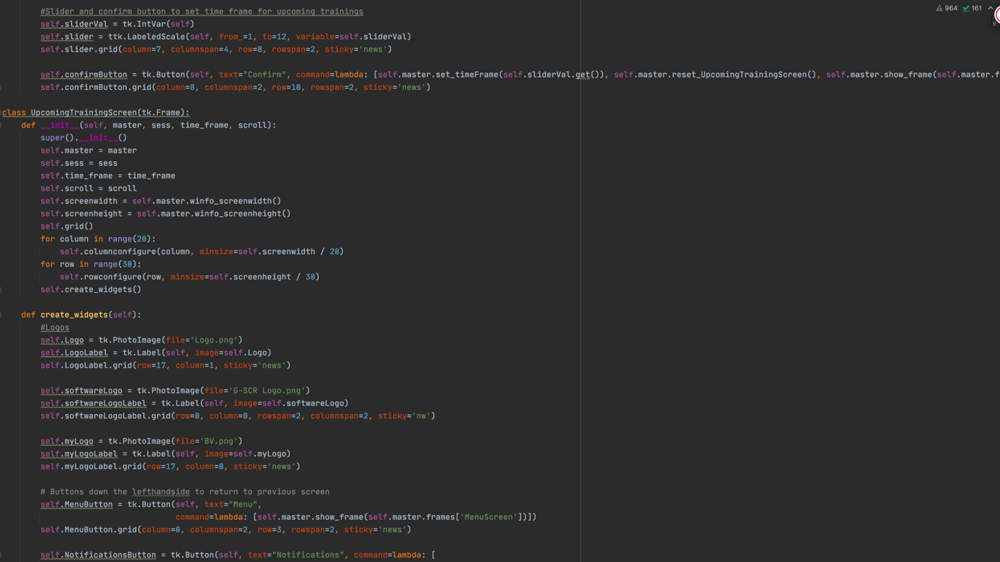 #Slider and confirm button to set time frame for upcoming trainings
964 161
self.sliderVal = tk.IntVar(self)
self.slider = ttk.LabeledScale(self, from_=1, to=12, variable=self.sliderVal)
self.slider.grid(column=7, columnspan=4, row=8, rowspan=2, sticky='news')
self.confirmButton = tk.Button(self, text="Confirm", command=lambda: [self.master.set_timeFrame(self.sliderVal.get()), self.master.reset_UpcomingTrainingScreen(), self.master.show_frame(self.master.f
self.confirmButton.grid(column=8, columnspan=2, row=10, rowspan=2, sticky='news')
class UpcomingTrainingScreen(tk.Frame):
def __init__(self, master, sess, time_frame, scroll):
super().__init__()
self.master = master
self.sess = sess
self.time_frame = time_frame
self.scroll = scroll
self.screenwidth = self.master.winfo_screenwidth()
self.screenheight = self.master.winfo_screenheight()
self.grid()
for column in range(20):
self.columnconfigure(column, minsize=self.screenwidth / 20)
for row in range(30):
self.rowconfigure(row, minsize=self.screenheight / 30)
self.create_widgets()
def create_widgets(self):
#Logos
self.Logo = tk.PhotoImage(file='Logo.png')
self.LogoLabel = tk.Label(self, image=self.Logo)
self.LogoLabel.grid(row=17, column=1, sticky='news')
self.softwareLogo = tk.PhotoImage(file='G-SCR Logo.png')
self.softwareLogoLabel = tk.Label(self, image=self.softwareLogo)
self.softwareLogoLabel.grid(row=0, column=0, rowspan=2, columnspan=2, sticky='nw')
self.myLogo = tk.PhotoImage(file='BV.png')
self.myLogoLabel = tk.Label(self, image=self.myLogo)
self.myLogoLabel.grid(row=17, column=0, sticky='news')
# Buttons down the lefthandside to return to previous screen
self.MenuButton = tk.Button(self, text="Menu",
command=lambda: [self.master.show_frame(self.master.frames['MenuScreen'])])
self.MenuButton.grid(column=0, columnspan=2, row=3, rowspan=2, sticky='news')
self.NotificationsButton = tk.Button(self, text="Notifications", command=lambda: [